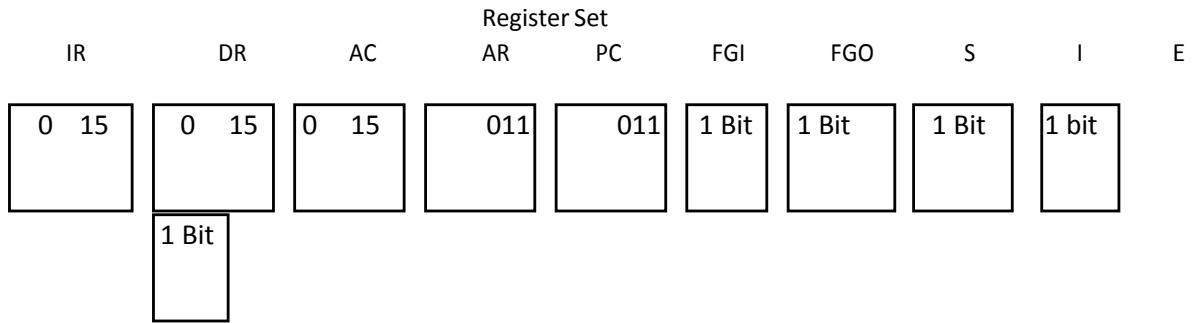 Register Set
IR DR AC AR PC FGI FGO S I E
0 15 0 15 0 15 011 011 1 Bit 1 Bit 1 Bit 1 bit
1 Bit